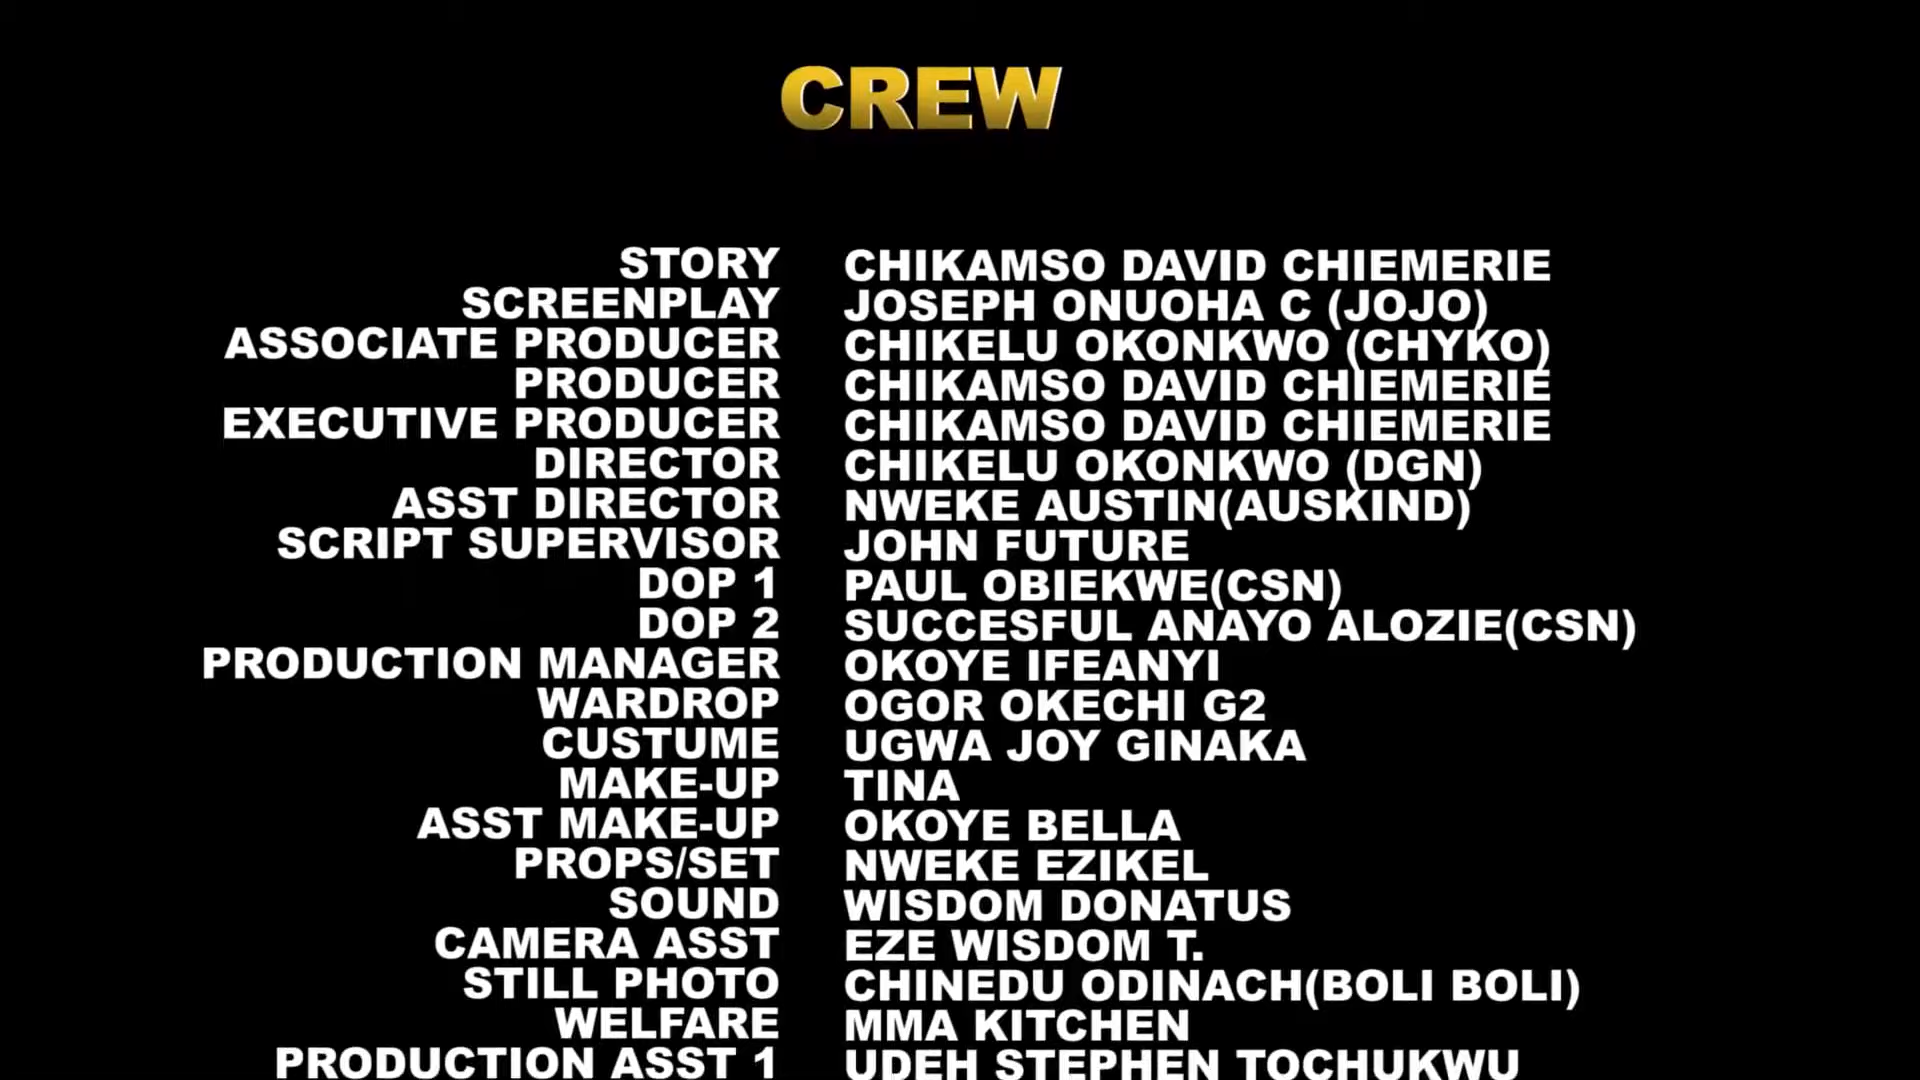 CREW
STORY CHIKAMSO DAVID CHIEMERIE
SCREENPLAY JOSEPH ONUOHA C (JOJO)
ASSOCIATE PRODUCER CHIKELU OKONKWO (CHYKO)
PRODUCER CHIKAMSO DAVID CHIEMERIE
EXECUTIVE PRODUCER CHIKAMSO DAVID CHIEMERIE
DIRECTOR CHIKELU OKONKWO (DGN)
ASST DIRECTOR NWEKE AUSTIN(AUSKIND)
SCRIPT SUPERVISOR JOHN FUTURE
DOP 1 PAUL OBIEKWE(CSN)
DOP 2 SUCCESFUL ANAYO ALOZIE(CSN)
PRODUCTION MANAGER OKOYE IFEANYI
WARDROP OGOR OKECHI G2
CUSTUME UGWA JOY GINAKA
MAKE-UP TINA
ASST MAKE-UP OKOYE BELLA
PROPS/SET NWEKE EZIKEL
SOUND WISDOM DONATUS
CAMERA ASST EZE WISDOM T.
STILL PHOTO CHINEDU ODINACH(BOLI BOLI)
WELFARE MMA KITCHEN
PRODUCTION ASST 1 UDEH STEPHEN TOCHUKWU